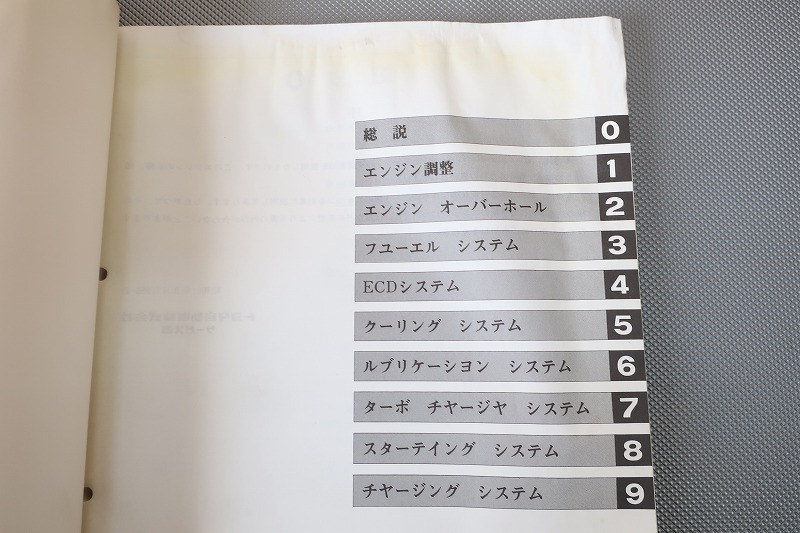 総 説 0
エンジン調整 1
エンジン オーバーホール 2
フユーエル システム 3
ECDシステム 4
クーリング システム 5
ルブリケーシヨン システム 6
ターボ チヤージヤ システム 7
スターテイング システム 8
チヤージング システム 9